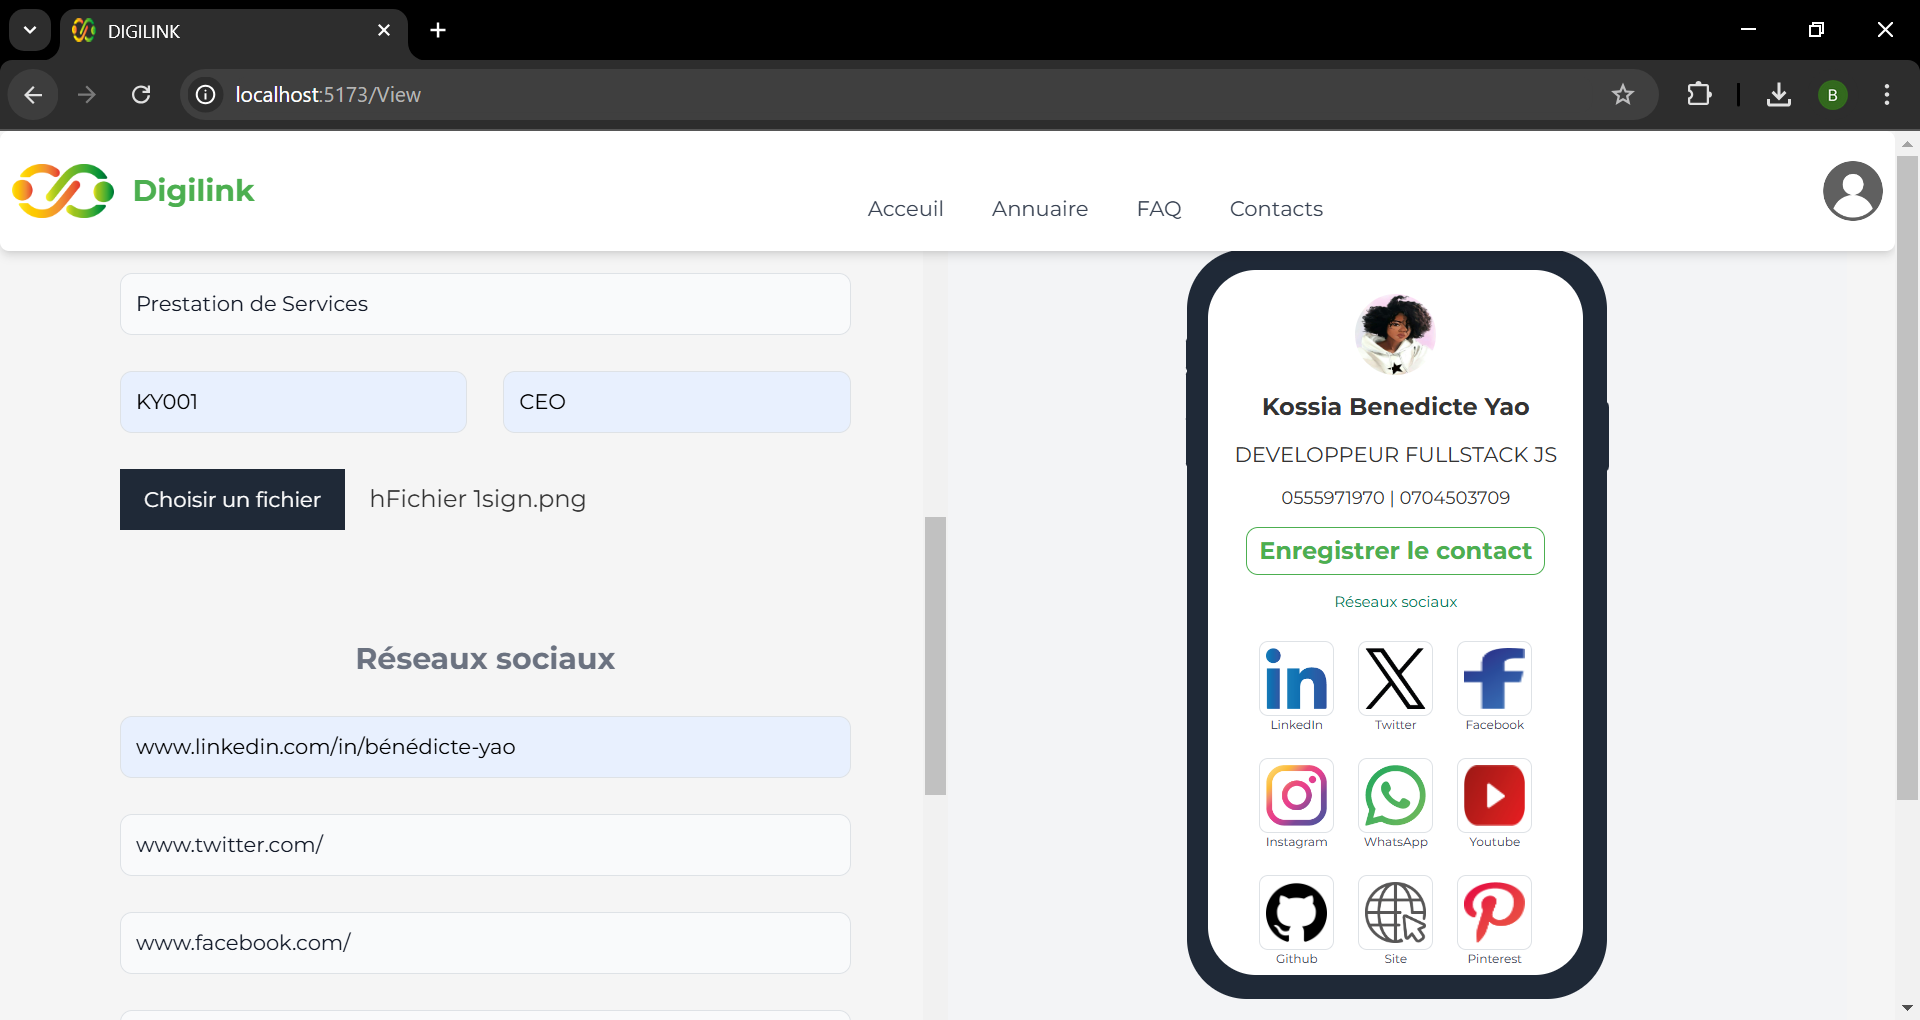 DIGILINK
localhost:5173/View
B
Digilink
Acceuil
Annuaire
FAQ
Contacts
Prestation de Services
KY001
CEO
Choisir un fichier
hFichier 1sign.png
Réseaux sociaux
www.linkedin.com/in/bénédicte-yao
www.twitter.com/
www.facebook.com/
Kossia Benedicte Yao
DEVELOPPEUR FULLSTACK JS
0555971970 | 0704503709
Enregistrer le contact
Réseaux sociaux
LinkedIn
Twitter
Facebook
Instagram
WhatsApp
Youtube
Github
Site
Pinterest